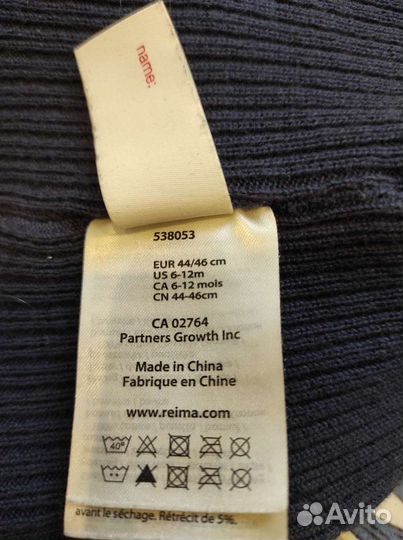 name:
538053
EUR 44/46 cm
US 6-12m
CA 6-12 mois
CN 44-46cm
CA 02764
Partners Growth Inc
Made in China
Fabrique en Chine
www.reima.com
40°
avant le séchage. Rétrécit de 5%.
Avito